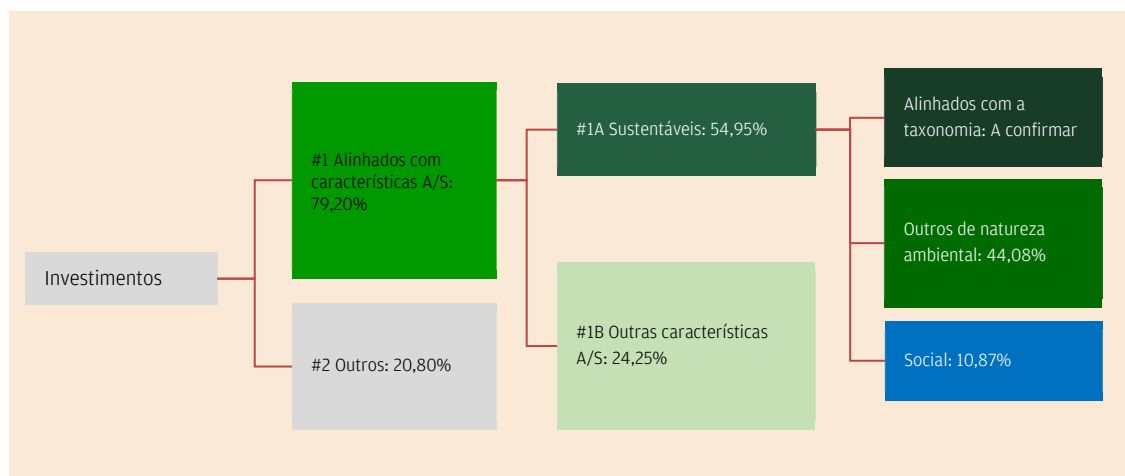 Investimentos
#1 Alinhados com
características A/S:
79,20%
#2 Outros: 20,80%
#1A Sustentáveis: 54,95%
#1B Outras características
A/S: 24,25%
Alinhados com a
taxonomia: A confirmar
Outros de natureza
ambiental: 44,08%
Social: 10,87%